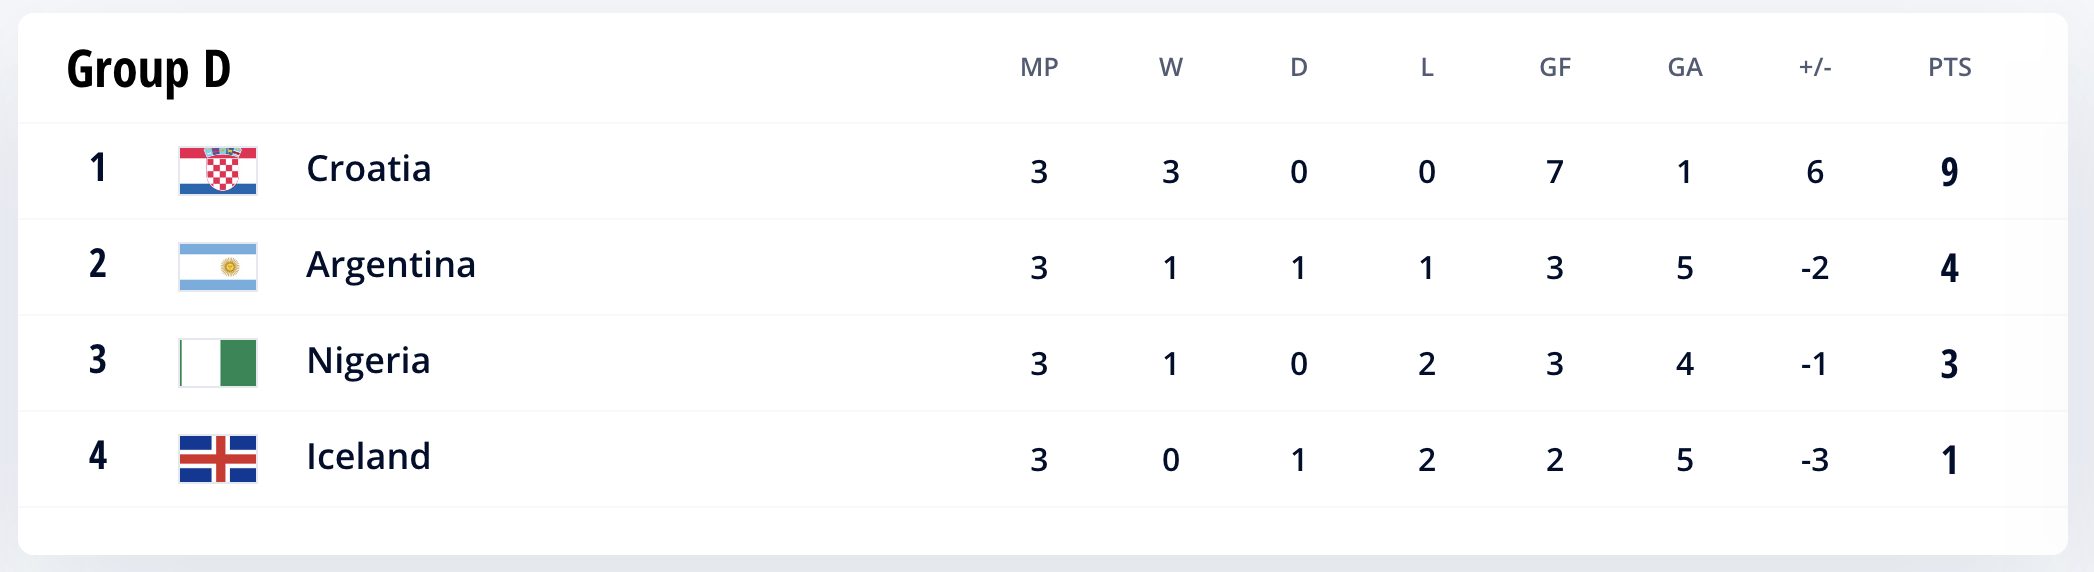 Group D MP W D L GF GA +/- PTS
1 Croatia 3 3 0 0 7 1 6 9
2 Argentina 3 1 1 1 3 5 -2 4
3 Nigeria 3 1 0 2 3 4 -1 3
4 Iceland 3 0 1 2 2 5 -3 1